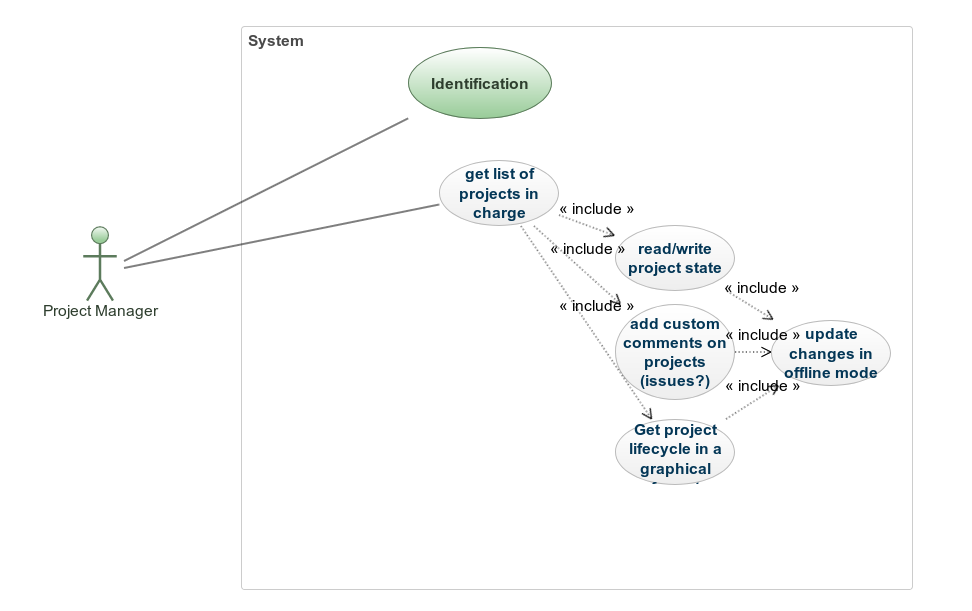 System
Identification
get list of
projects in
charge
« include »
« include »
read/write
project state
Project Manager
« include »
« include »
add custom
comments on
projects
(issues?)
« include »
update
changes in
offline mode
« include »
Get project
lifecycle in a
graphical